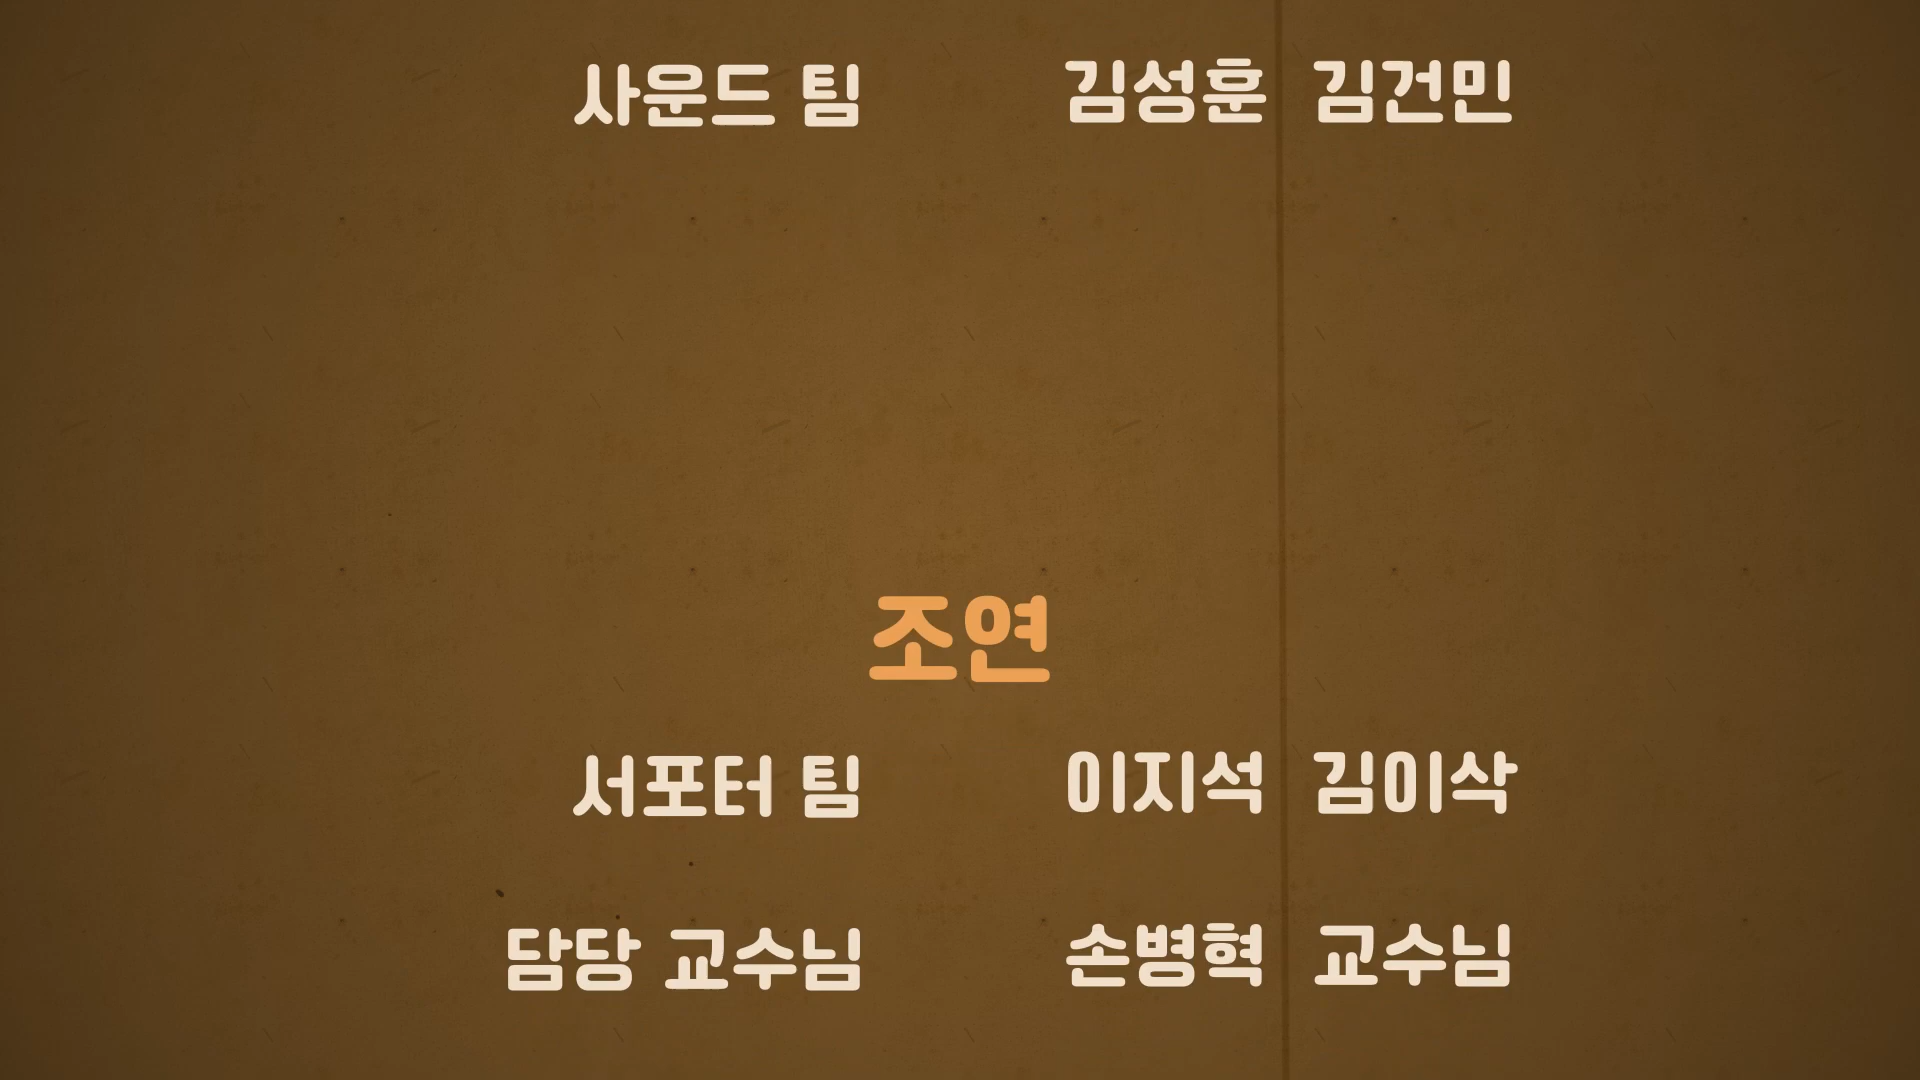 사운드 팀 김성훈 김건민
조연
서포터 팀 이지석 김이삭
담당 교수님 손병혁 교수님